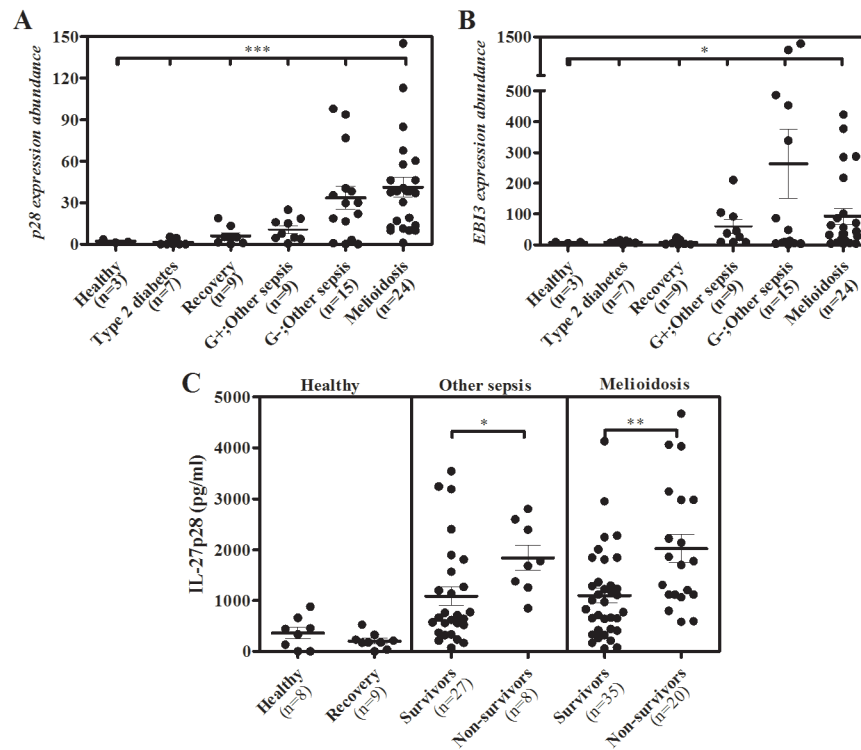 A
B
p28 expression abundance
EBI3 expression abundance
150
120
90
60
30
0
***
1500
500
400
300
200
100
0
*
Healthy
(n=3)
Type 2 diabetes
(n=7)
Recovery
(n=9)
G+;Other sepsis
(n=9)
G-;Other sepsis
(n=15)
Melioidosis
(n=24)
Healthy
(n=3)
Type 2 diabetes
(n=7)
Recovery
(n=9)
G+;Other sepsis
(n=9)
G-;Other sepsis
(n=15)
Melioidosis
(n=24)
C
Healthy
Other sepsis
Melioidosis
IL-27p28 (pg/ml)
5000
4000
3000
2000
1000
0
*
**
Healthy
(n=8)
Recovery
(n=9)
Survivors
(n=27)
Non-survivors
(n=8)
Survivors
(n=35)
Non-survivors
(n=20)